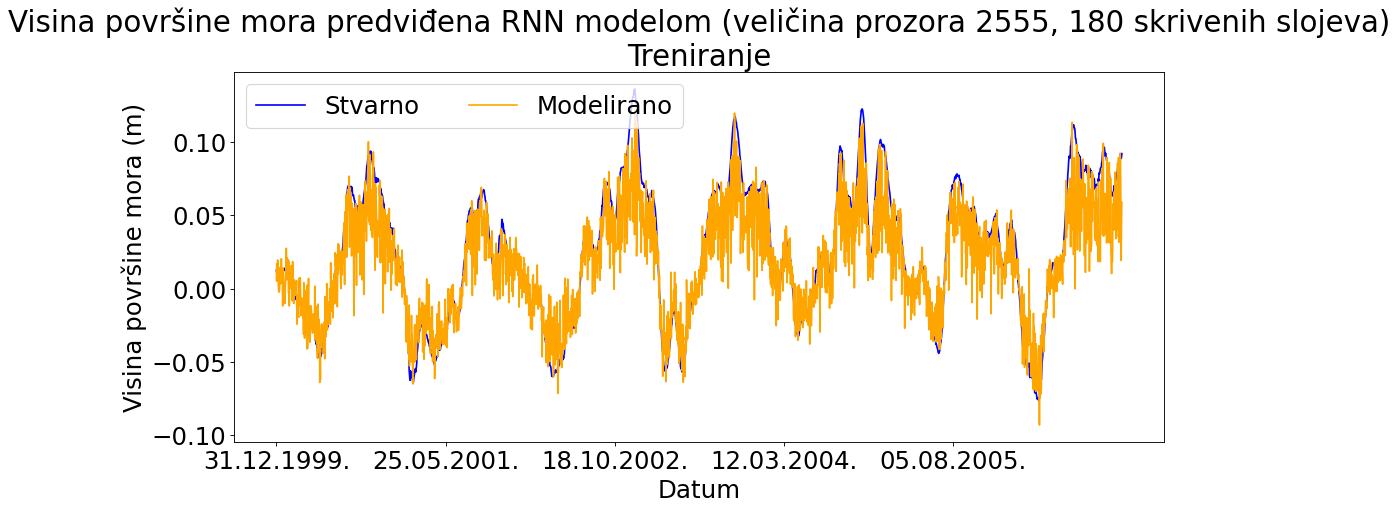 Visina površine mora predviđena RNN modelom (veličina prozora 2555, 180 skrivenih slojeva)
Treniranje
Stvarno
Modelirano
Visina površine mora (m)
0.10
0.05
0.00
−0.05
−0.10
31.12.1999.
25.05.2001.
18.10.2002.
12.03.2004.
05.08.2005.
Datum